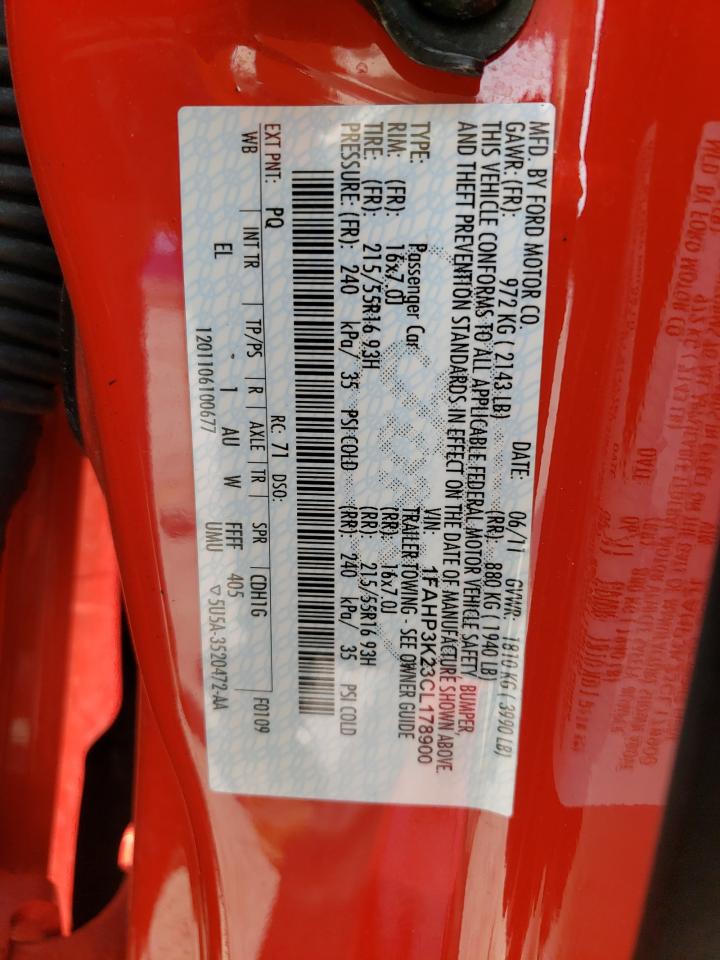 MFD. BY FORD MOTOR CO.
DATE: 06/11 GVWR: 1810 KG ( 3990 LB)
GAWR: (FR): 972 KG ( 2143 LB) (RR): 880 KG ( 1940 LB)
THIS VEHICLE CONFORMS TO ALL APPLICABLE FEDERAL MOTOR VEHICLE SAFETY, BUMPER,
AND THEFT PREVENTION STANDARDS IN EFFECT ON THE DATE OF MANUFACTURE SHOWN ABOVE.
VIN: 1FAHP3K23CL178900
TYPE: Passenger Car TRAILER TOWING - SEE OWNER GUIDE
RIM: (FR): 16x7.0J (RR): 16x7.0J
TIRE: (FR): 215/55R16 93H (RR): 215/55R16 93H
PRESSURE: (FR): 240 kPa/ 35 PSI COLD (RR): 240 kPa/ 35 PSI COLD
EXT PNT: PQ RC: 71 DSO: F0109
WB INT TR TP/PS R AXLE TR SPR CDH1G
EL - 1 AU W FFF 405
1201106100677 UMU ▽ 5U5A-3520472-AA